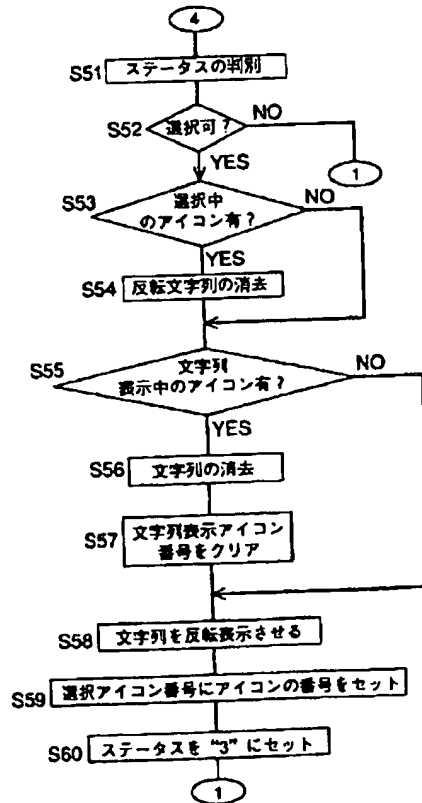 4
S51 ステータスの判別
S52 選択可？ NO
YES 1
S53 選択中 NO
のアイコン有？
YES
S54 反転文字列の消去
S55 文字列 NO
表示中のアイコン有？
YES
S56 文字列の消去
S57 文字列表示アイコン
番号をクリア
S58 文字列を反転表示させる
S59 選択アイコン番号にアイコンの番号をセット
S60 ステータスを “3” にセット
1